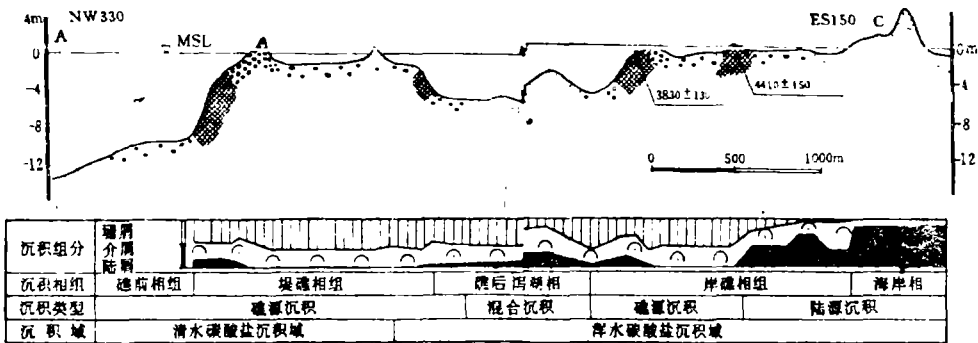 4m NW330 ES150 C
A MSL A
0 0m
-4 3830±130 4410±150 -4
-8 -8
0 500 1000m
-12 -12
沉积组分 珊屑
介屑
陆屑
沉积相组 礁前相组 堤礁相组 礁后泻湖相 岸礁相组 海岸相
沉积类型 礁源沉积 混合沉积 礁源沉积 陆源沉积
沉积域 清水碳酸盐沉积域 浑水碳酸盐沉积域